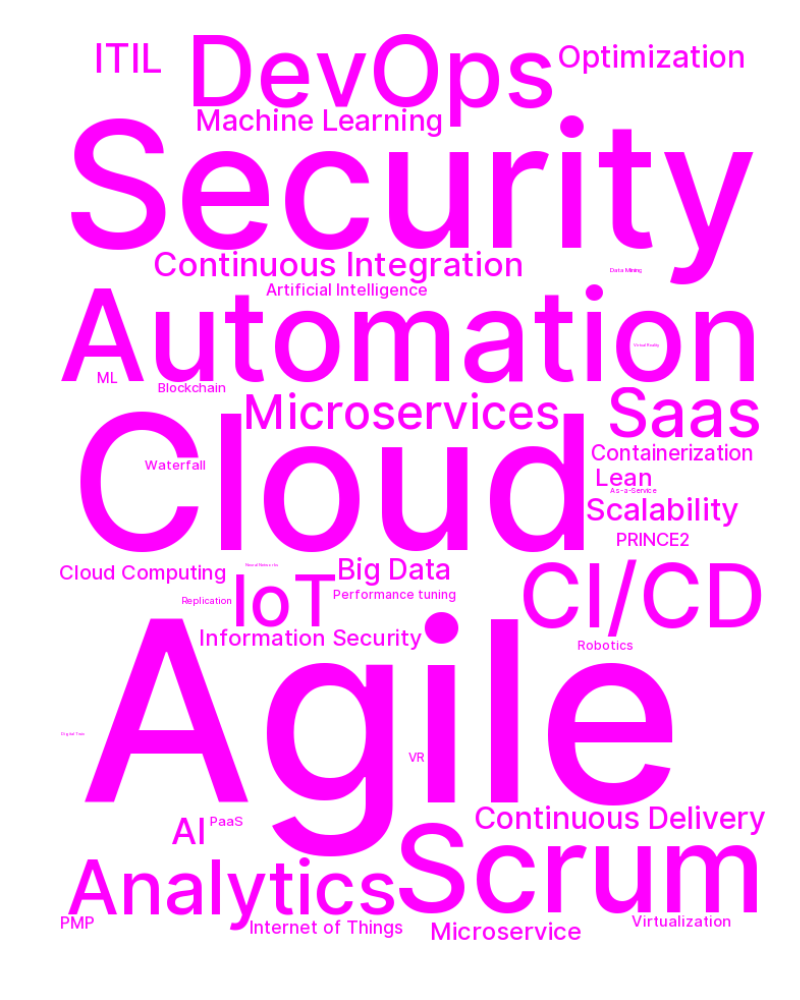 ITIL
DevOps
Optimization
Machine Learning
Security
Continuous Integration
Data Mining
Artificial Intelligence
Automation
Virtual Reality
ML
Blockchain
Microservices
Saas
Cloud
Containerization
Waterfall
Lean
As-a-Service
Scalability
PRINCE2
Cloud Computing
Neural Networks
IoT
Big Data
CI/CD
Performance tuning
Replication
Information Security
Robotics
Agile
Digital Twin
VR
AI
PaaS
Continuous Delivery
Scrum
Analytics
PMP
Internet of Things
Microservice
Virtualization